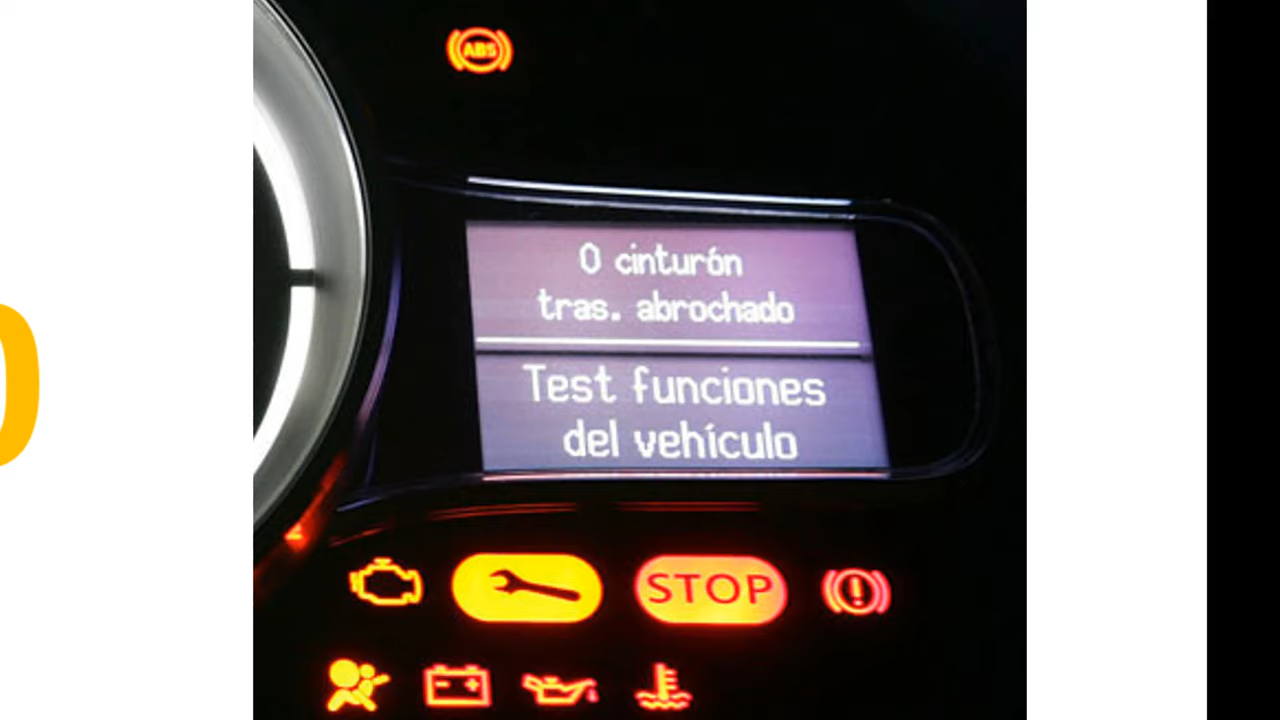 ABS
0 cinturón
tras. abrochado
Test funciones
del vehículo
STOP